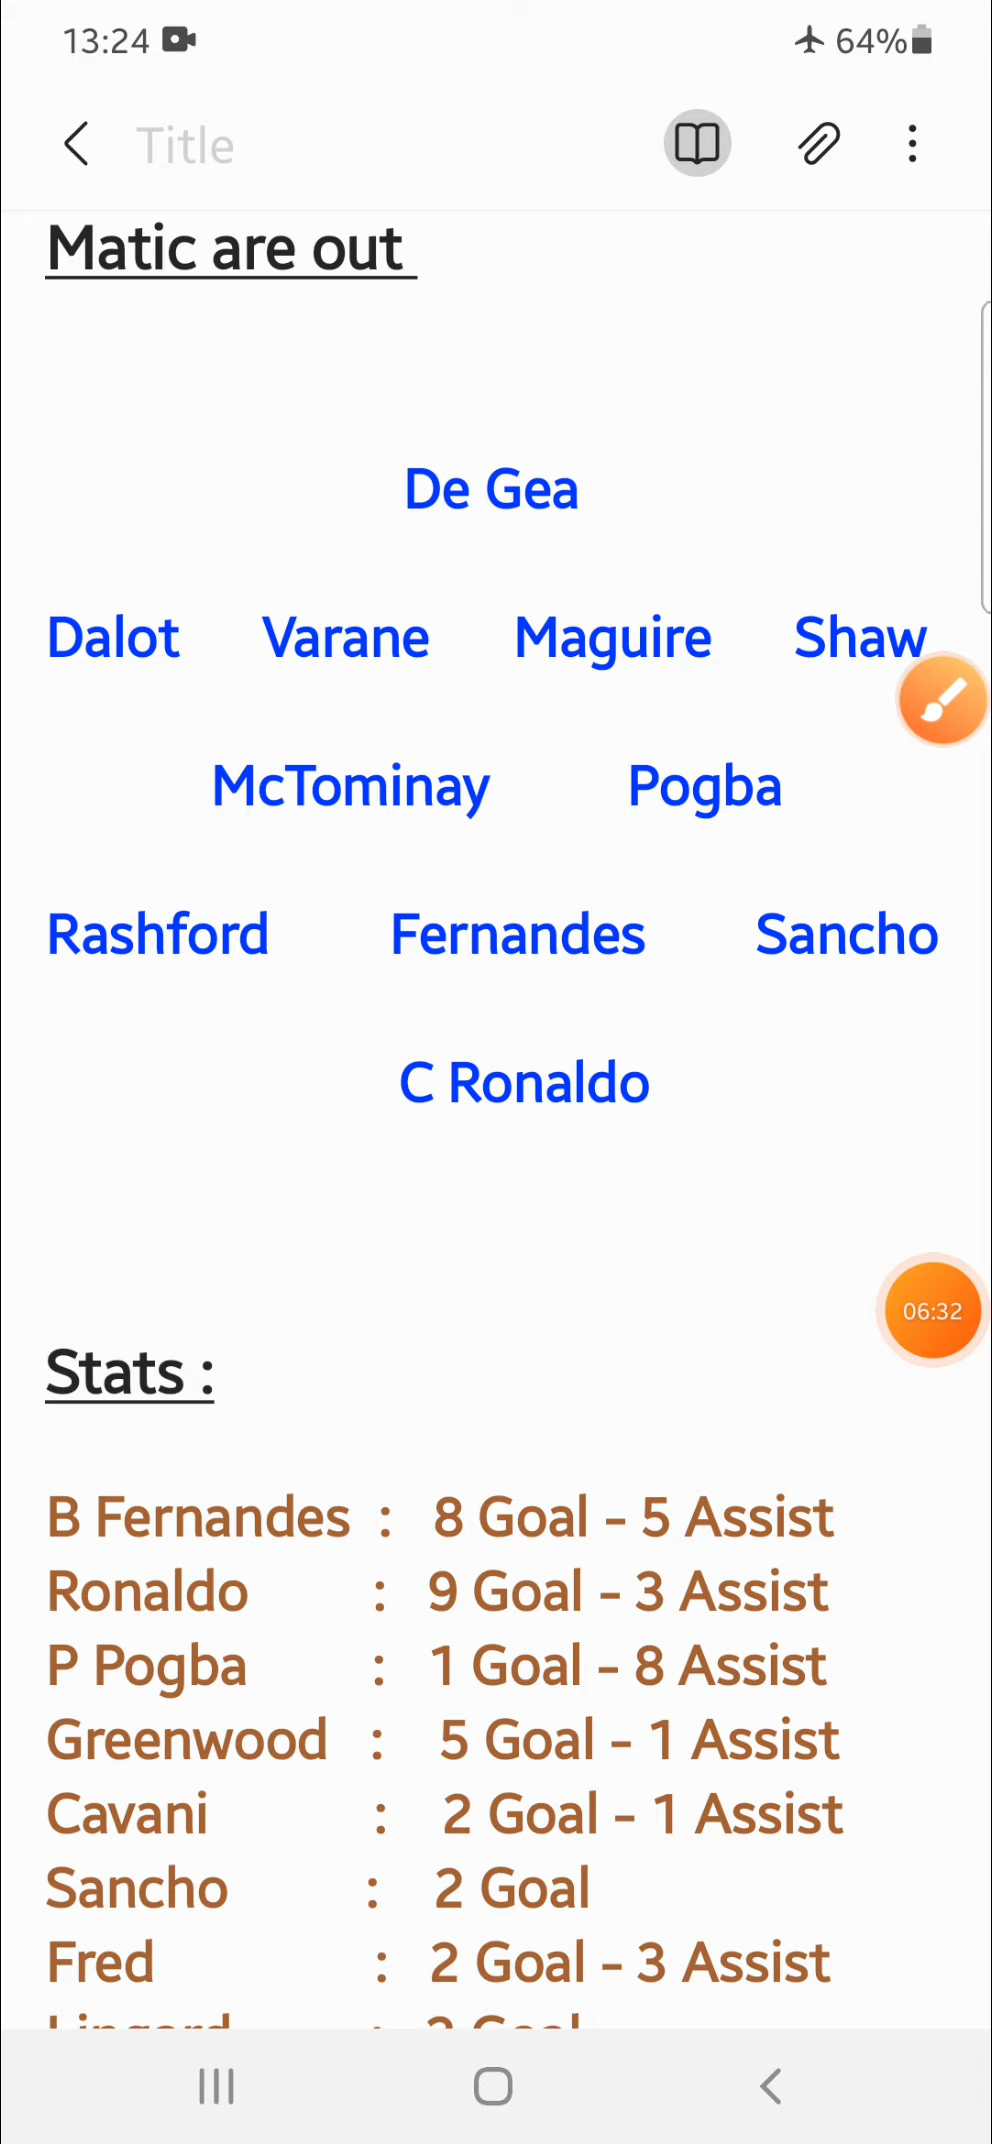 13:24 64%
Title
Matic are out
De Gea
Dalot Varane Maguire Shaw
McTominay Pogba
Rashford Fernandes Sancho
C Ronaldo
06:32
Stats :
B Fernandes : 8 Goal - 5 Assist
Ronaldo : 9 Goal - 3 Assist
P Pogba : 1 Goal - 8 Assist
Greenwood : 5 Goal - 1 Assist
Cavani : 2 Goal - 1 Assist
Sancho : 2 Goal
Fred : 2 Goal - 3 Assist